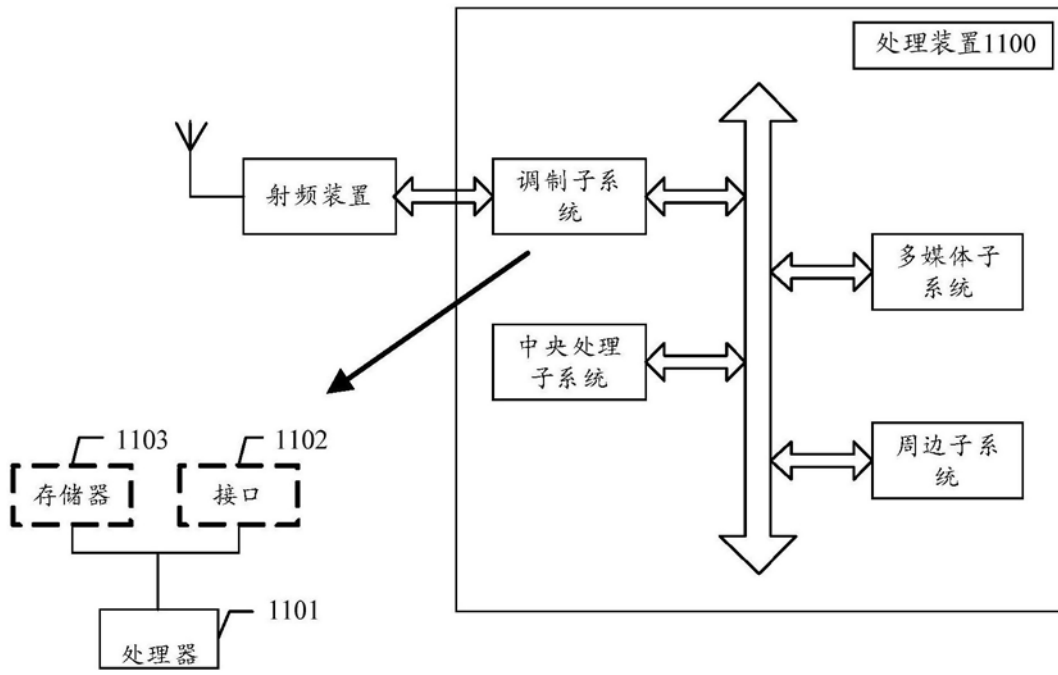 处理装置1100
射频装置
调制子系
统
多媒体子
系统
中央处理
子系统
周边子系
统
1103
1102
存储器
接口
1101
处理器